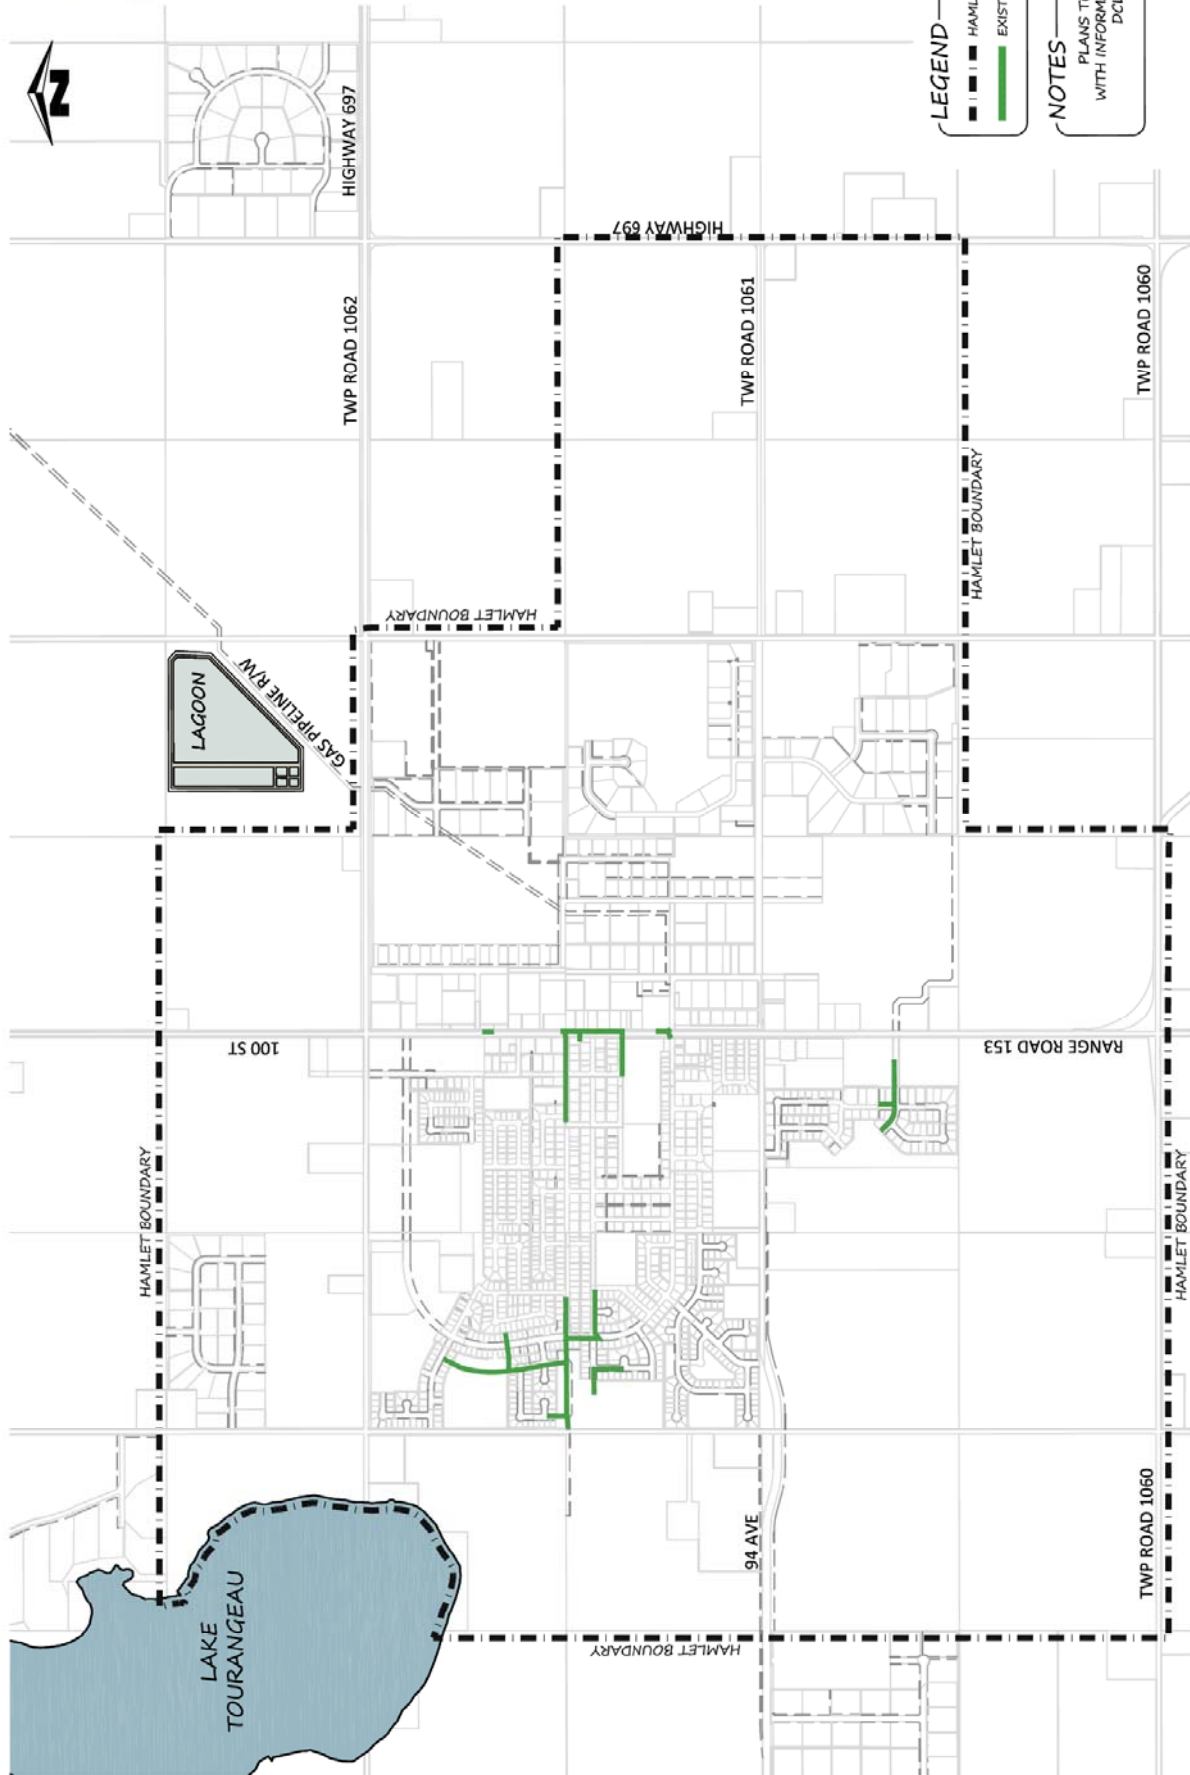 N
HIGHWAY 697
LEGEND
HAML
EXIST
NOTES
PLANS T
WITH INFORM
DCL
HIGHWAY 697
TWP ROAD 1062
TWP ROAD 1061
TWP ROAD 1060
HAMLET BOUNDARY
HAMLET BOUNDARY
LAGOON
GAS PIPELINE R/W
100 ST
RANGE ROAD 153
HAMLET BOUNDARY
HAMLET BOUNDARY
LAKE
TOURANGEAU
94 AVE
TWP ROAD 1060
HAMLET BOUNDARY